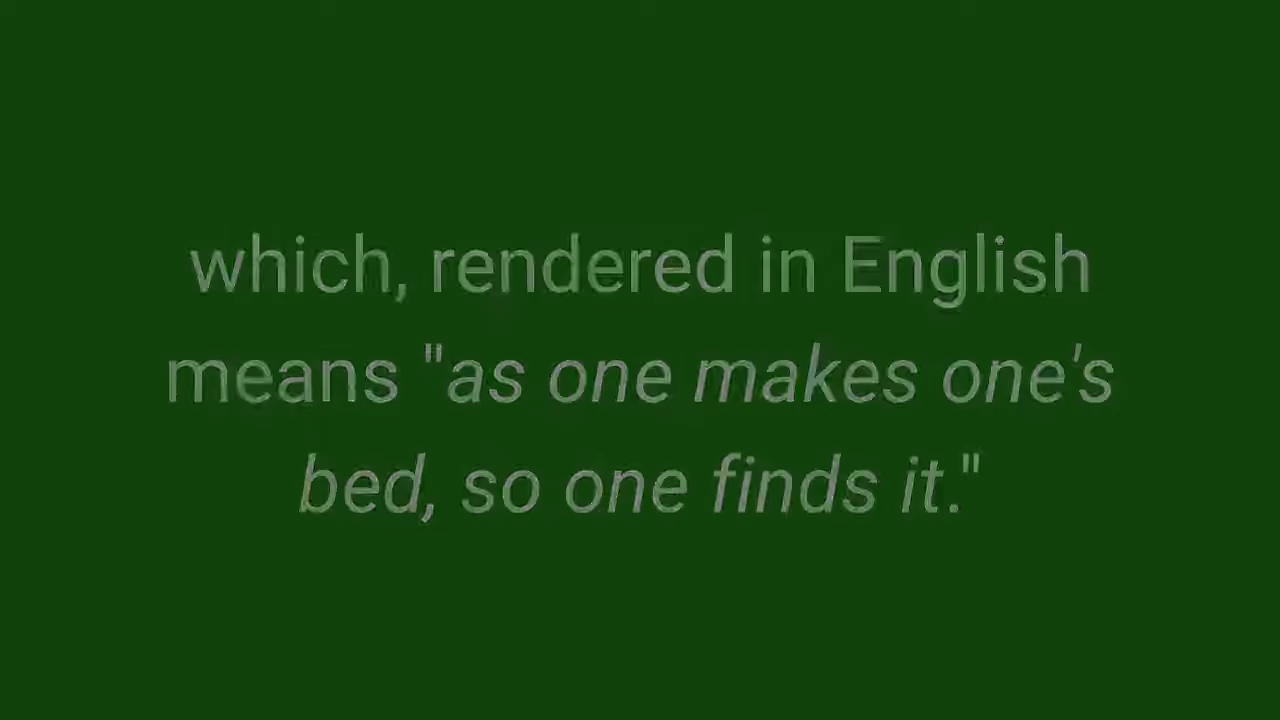 which, rendered in English
means "as one makes one's
bed, so one finds it."